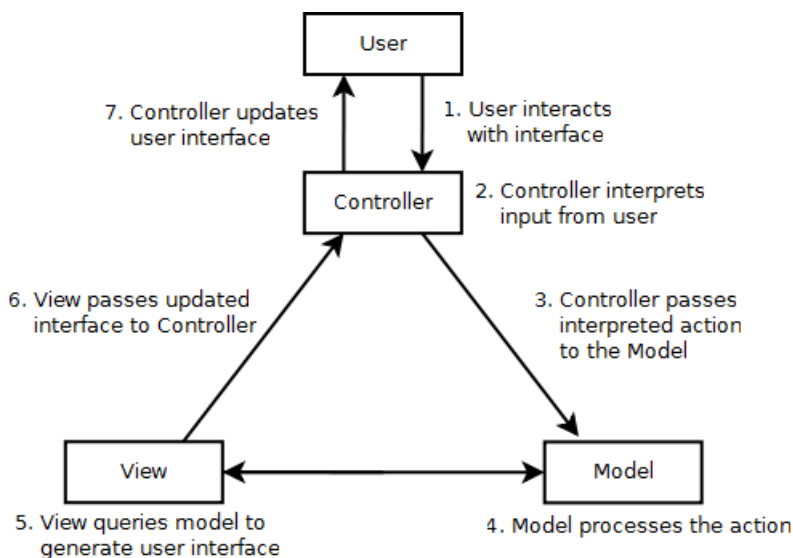 User
7. Controller updates
user interface
1. User interacts
with interface
Controller
2. Controller interprets
input from user
6. View passes updated
interface to Controller
3. Controller passes
interpreted action
to the Model
View
Model
5. View queries model to
generate user interface
4. Model processes the action